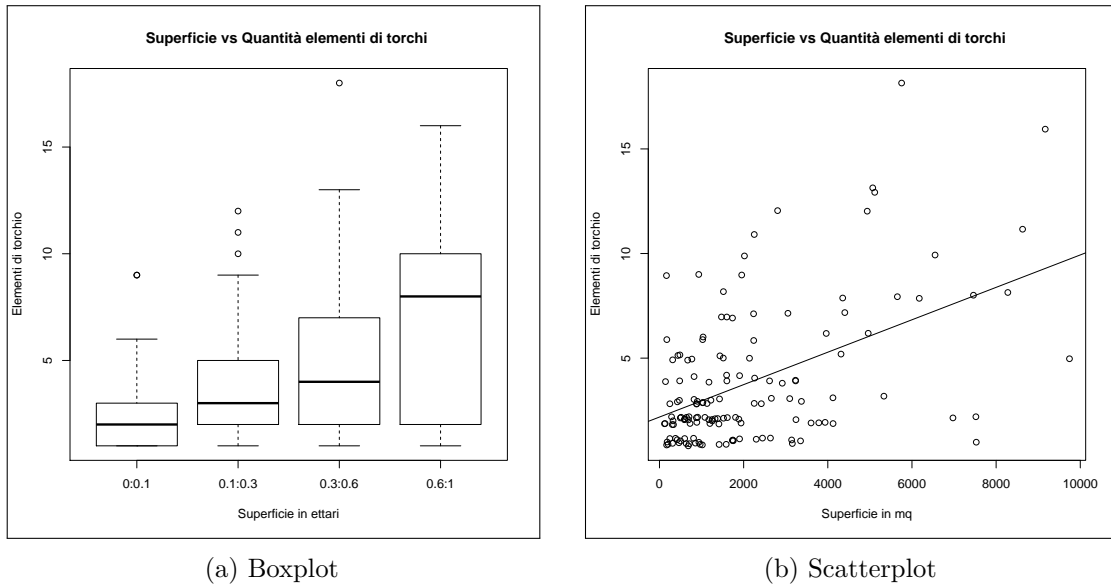 Superficie vs Quantità elementi di torchi
Elementi di torchio
15
10
5
0:0.1 0.1:0.3 0.3:0.6 0.6:1
Superficie in ettari
(a) Boxplot
Superficie vs Quantità elementi di torchi
Elementi di torchio
15
10
5
0 2000 4000 6000 8000 10000
Superficie in mq
(b) Scatterplot